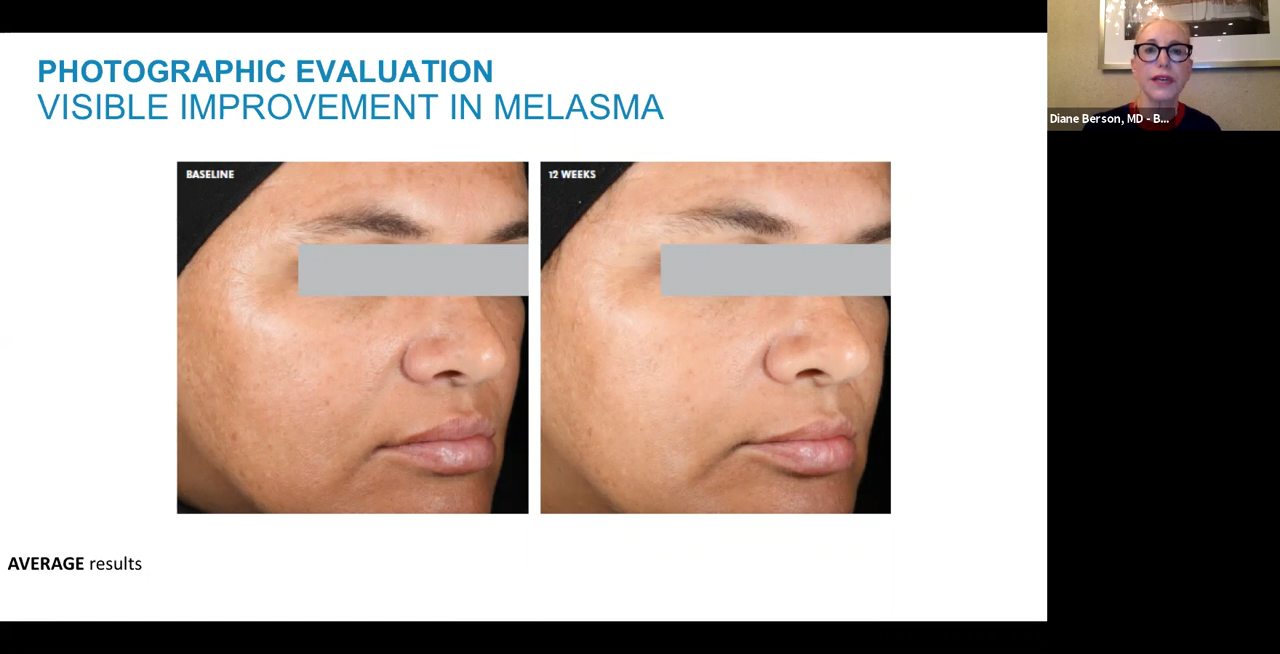 PHOTOGRAPHIC EVALUATION
VISIBLE IMPROVEMENT IN MELASMA
BASELINE
12 WEEKS
AVERAGE results
Diane Berson, MD - B...